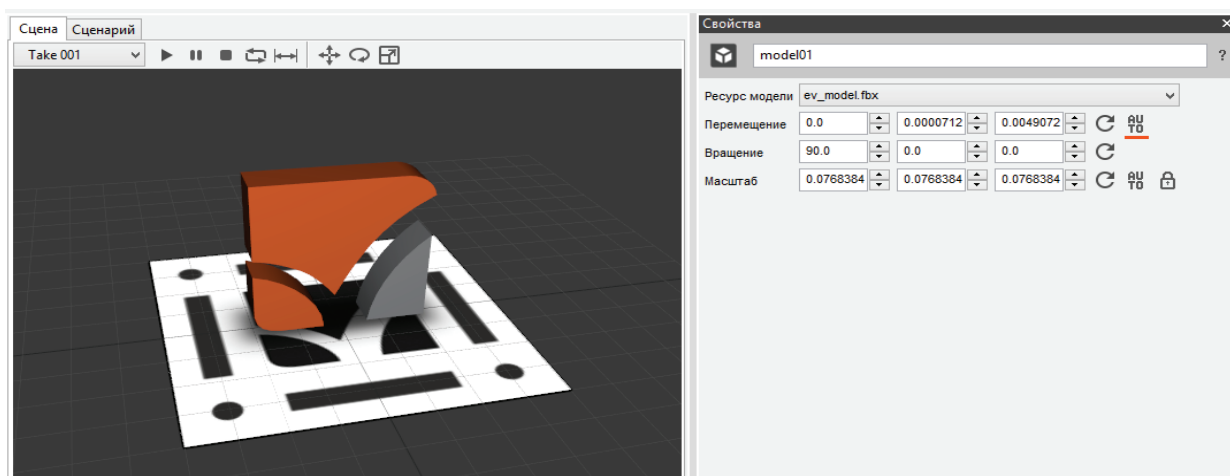 Сцена Сценарий
Take 001
Свойства x
model01 ?
Ресурс модели ev_model.fbx
Перемещение 0.0 0.0000712 0.0049072 AUTO
Вращение 90.0 0.0 0.0
Масштаб 0.0768384 0.0768384 0.0768384 AUTO